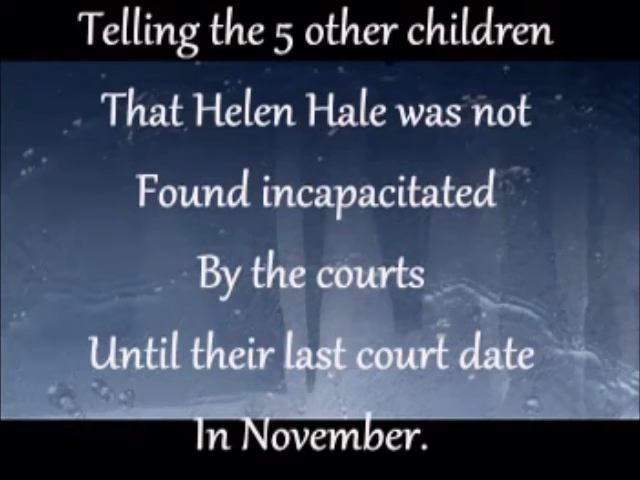 Telling the 5 other children
That Helen Hale was not
Found incapacitated
By the courts
Until their last court date
In November.